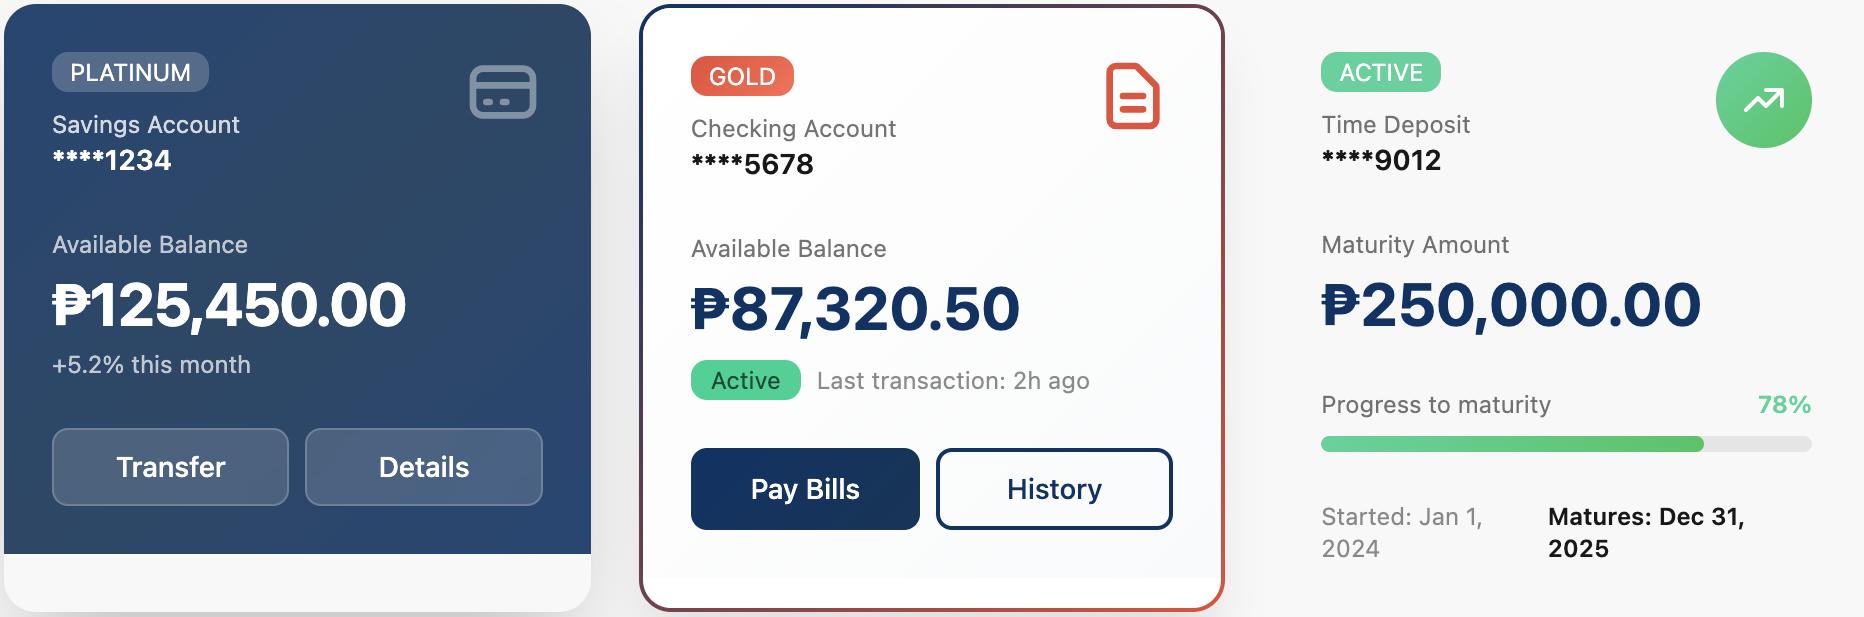 PLATINUM
Savings Account
****1234
Available Balance
₱125,450.00
+5.2% this month
Transfer
Details
GOLD
Checking Account
****5678
Available Balance
₱87,320.50
Active
Last transaction: 2h ago
Pay Bills
History
ACTIVE
Time Deposit
****9012
Maturity Amount
₱250,000.00
Progress to maturity
78%
Started: Jan 1,
2024
Matures: Dec 31,
2025